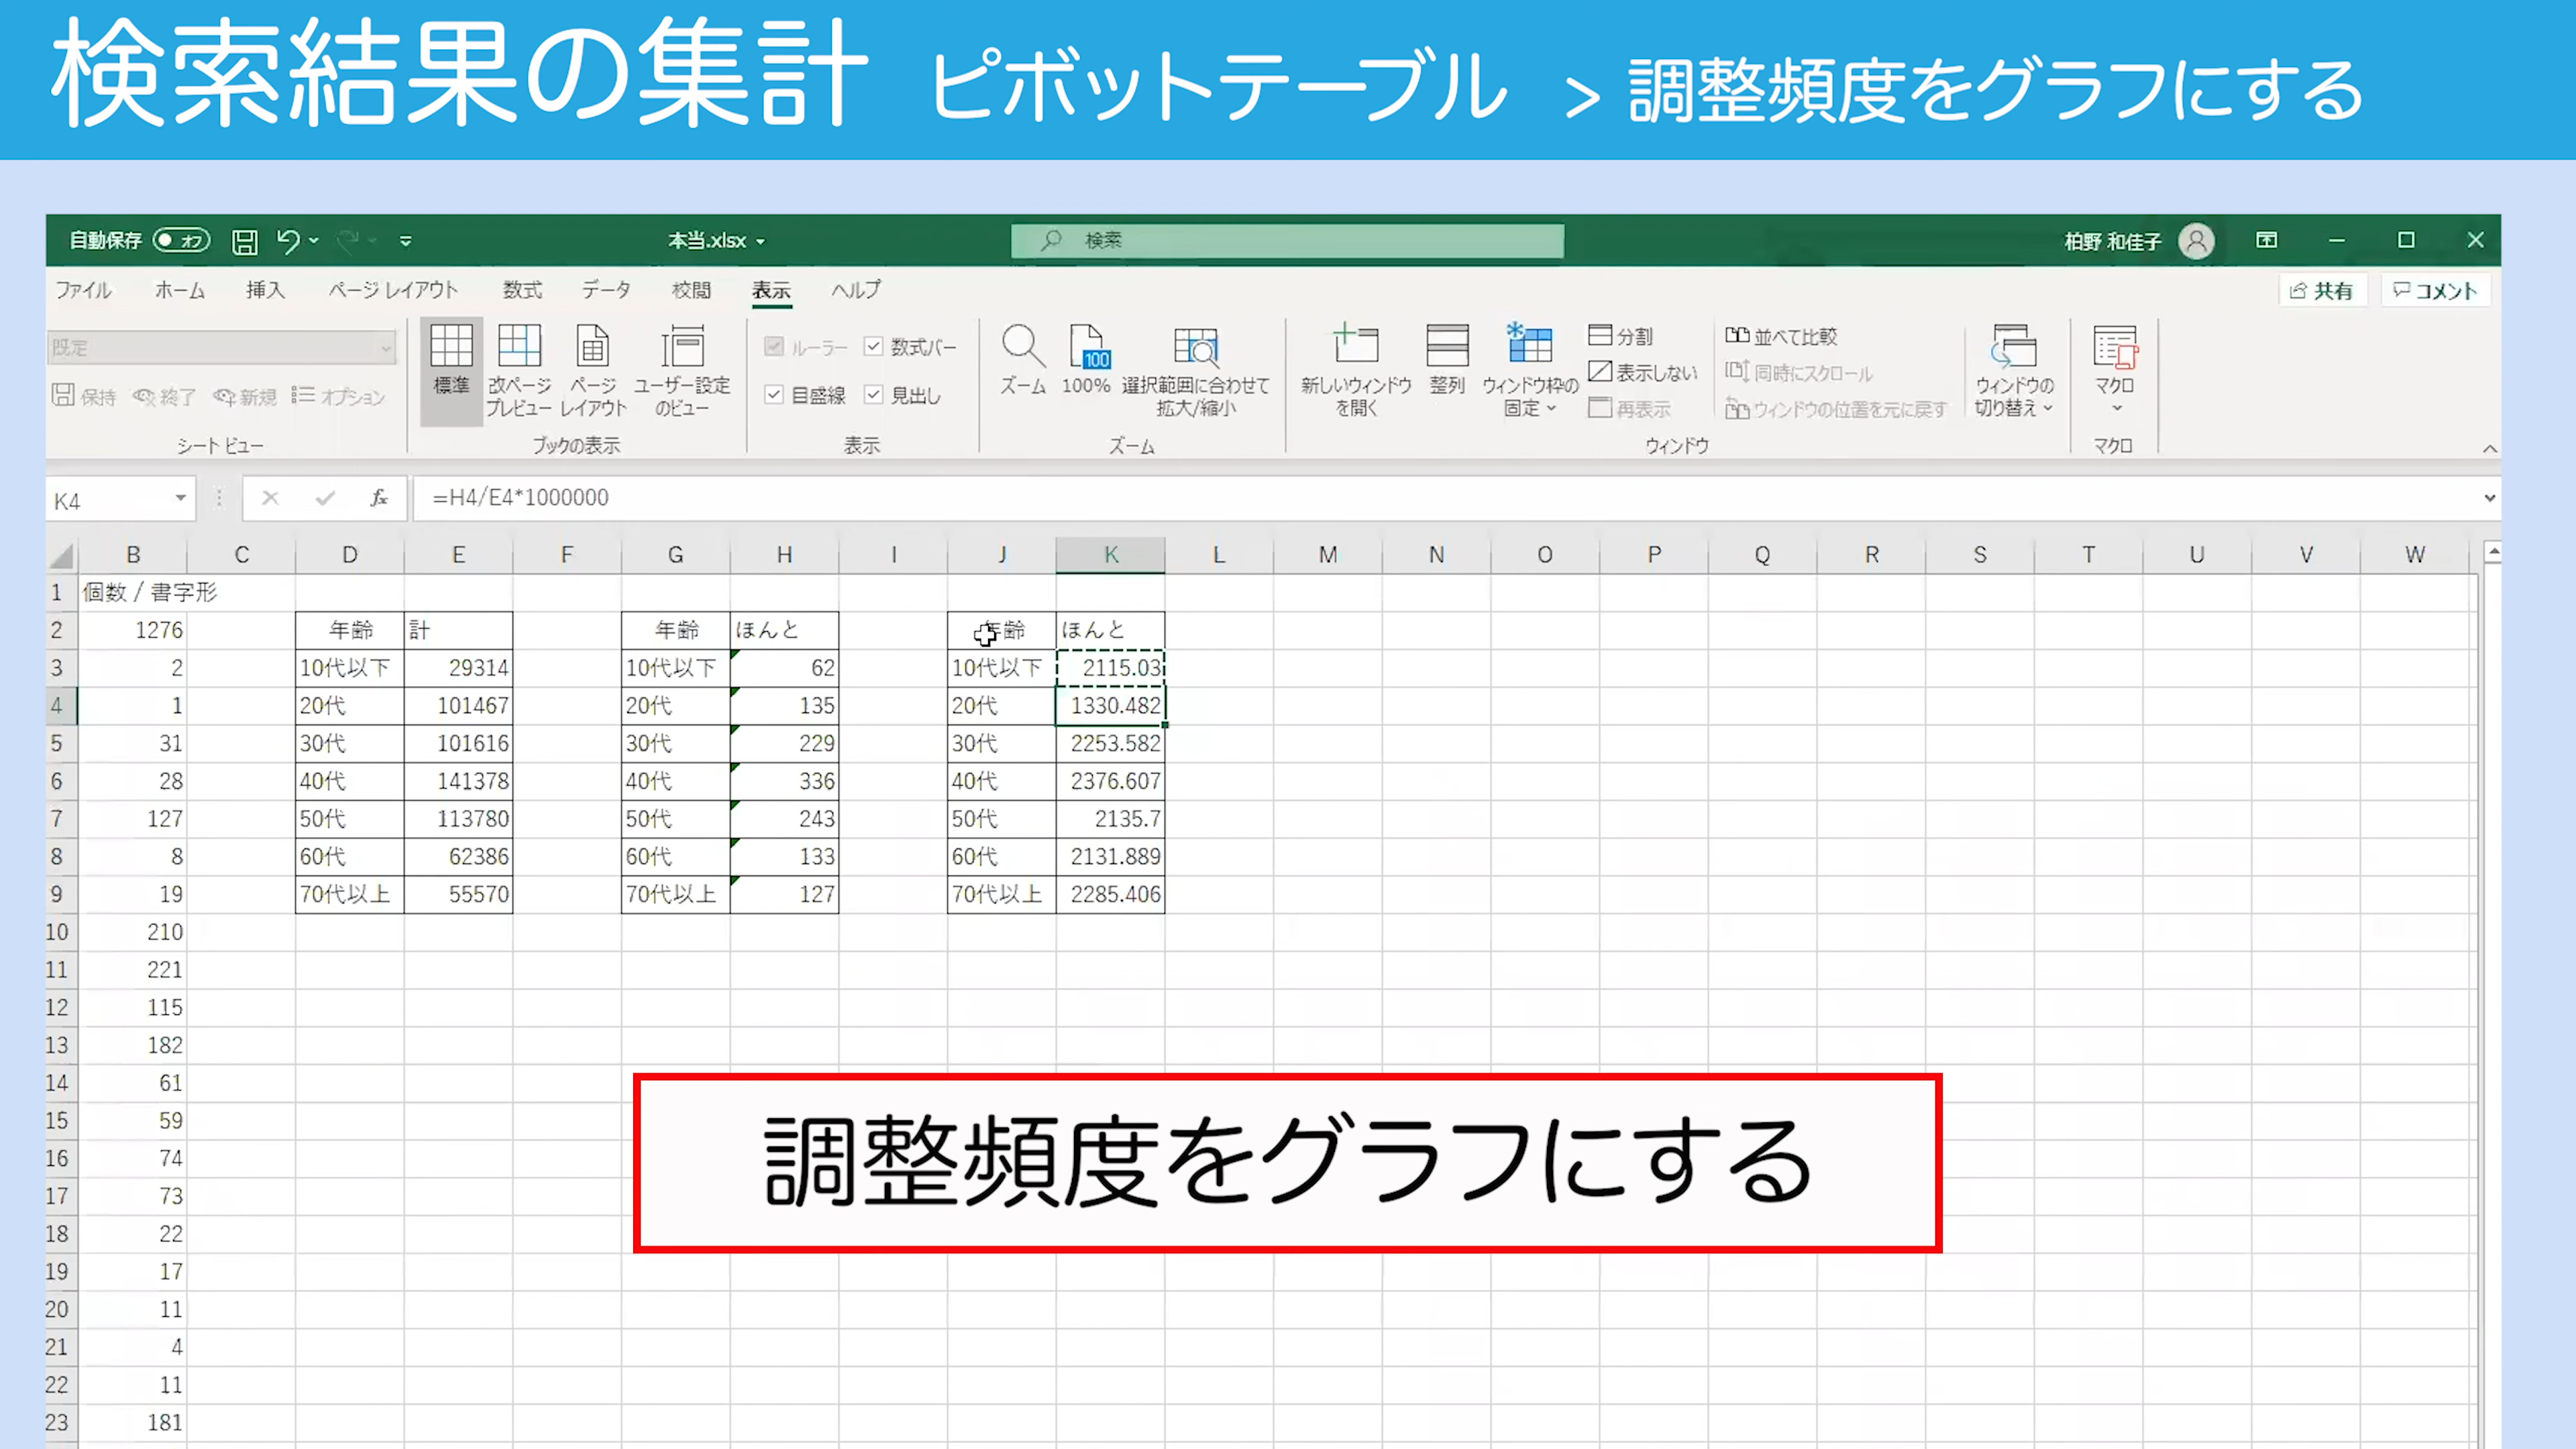 検索結果の集計 ピボットテーブル > 調整頻度をグラフにする
自動保存 オフ 本当.xlsx 検索 柏野 和佳子
ファイル ホーム 挿入 ページ レイアウト 数式 データ 校閲 表示 ヘルプ 共有 コメント
既定
保持 終了 新規 オプション
シート ビュー
標準 改ページ プレビュー ページ レイアウト ユーザー設定 のビュー
ブックの表示
ルーラー 数式バー
目盛線 見出し
表示
ズーム 100 100% 選択範囲に合わせて 拡大/縮小
ズーム
新しいウィンドウ を開く 整列 ウィンドウ枠の 固定
分割
表示しない
再表示
並べて比較
同時にスクロール
ウィンドウの位置を元に戻す
ウィンドウの 切り替え
ウィンドウ
マクロ
マクロ
K4 fx =H4/E4*1000000
B C D E F G H I J K L M N O P Q R S T U V W
1 個数 / 書字形
2 1276 年齢 計 年齢 ほんと 年齢 ほんと
3 2 10代以下 29314 10代以下 62 10代以下 2115.03
4 1 20代 101467 20代 135 20代 1330.482
5 31 30代 101616 30代 229 30代 2253.582
6 28 40代 141378 40代 336 40代 2376.607
7 127 50代 113780 50代 243 50代 2135.7
8 8 60代 62386 60代 133 60代 2131.889
9 19 70代以上 55570 70代以上 127 70代以上 2285.406
10 210
11 221
12 115
13 182
14 61
15 59
16 74
17 73
18 22
19 17
20 11
21 4
22 11
23 181
調整頻度をグラフにする